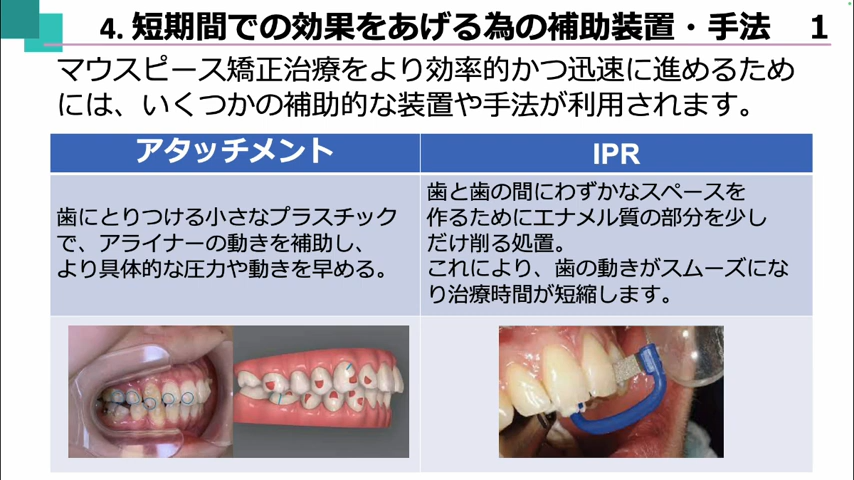 4. 短期間での効果をあげる為の補助装置・手法 1
マウスピース矯正治療をより効率的かつ迅速に進めるため
には、いくつかの補助的な装置や手法が利用されます。
アタッチメント
歯にとりつける小さなプラスチック
で、アライナーの動きを補助し、
より具体的な圧力や動きを早める。
IPR
歯と歯の間にわずかなスペースを
作るためにエナメル質の部分を少し
だけ削る処置。
これにより、歯の動きがスムーズにな
り治療時間が短縮します。